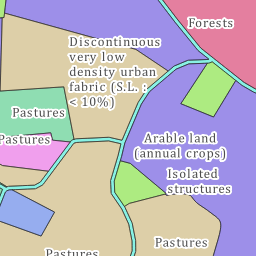 Forests
Discontinuous
very low
density urban
fabric (S.L. :
< 10%)
Pastures
Pastures
Arable land
(annual crops)
Isolated
structures
Pastures
Pastures